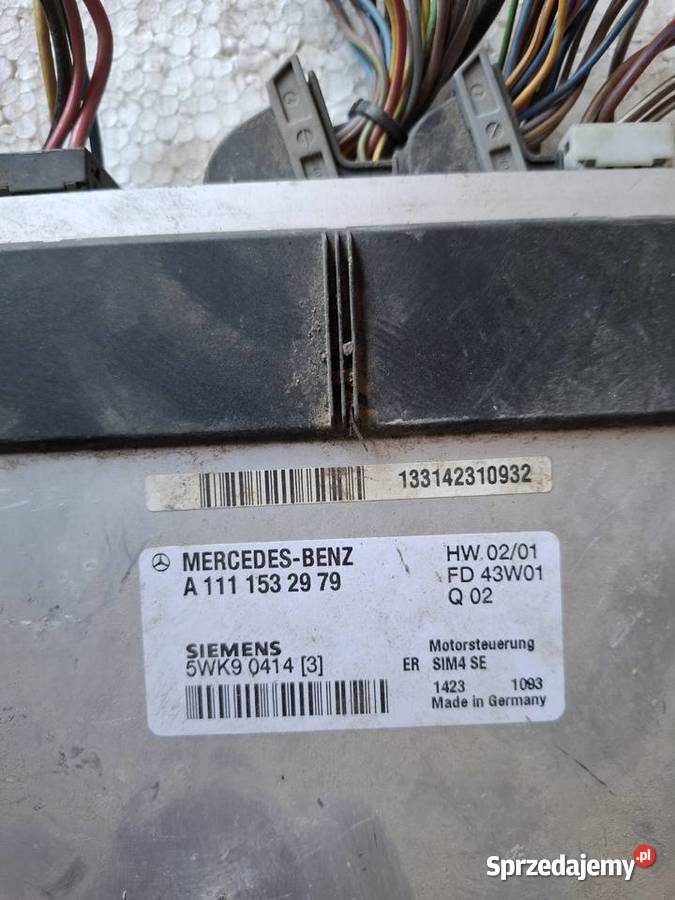 133142310932
MERCEDES-BENZ HW 02/01
A 111 153 29 79 FD 43W01
Q 02
SIEMENS Motorsteuerung
5WK9 0414 [3] ER SIM4 SE
1423 1093
Made in Germany
Sprzedajemy.pl